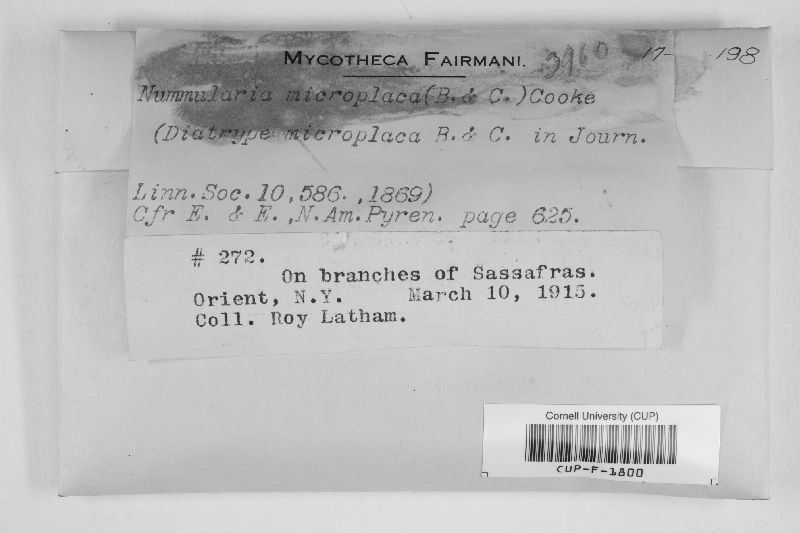 MYCOTHECA FAIRMANI.
3960 17- 198
Nummularia microplaca (B. & C.) Cooke
(Diatrype microplaca B. & C. in Journ.
Linn. Soc. 10, 586. , 1869)
Cfr E. & E. ,N. Am. Pyren. page 625.
# 272.
On branches of Sassafras.
Orient, N.Y. March 10, 1915.
Coll. Roy Latham.
Cornell University (CUP)
CUP-F-1800